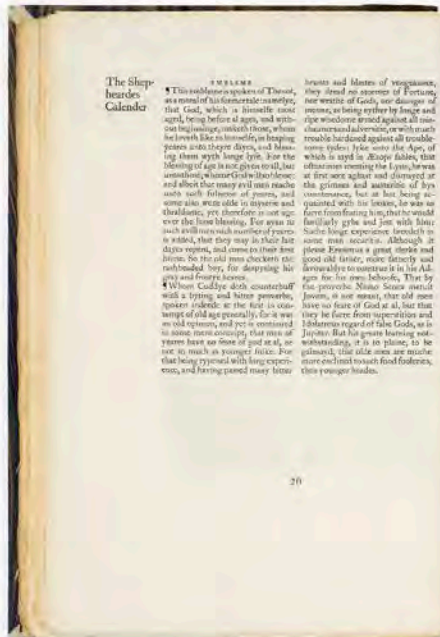 The Shep-
heardes
Calender
EMBLEME
¶ This embleme is spoken of Thenot,
as a moral of his former tale: namelye,
that God, which is himselfe most
aged, being before al ages, and with-
out beginninge, maketh those, whom
he loveth like to himselfe, in heaping
yeares unto theyre dayes, and bless-
ing them wyth longe lyfe. For the
blessing of age is not given to all, but
unto those, whome God will so blesse:
and albeit that many evil men reache
unto such fulnesse of yeares, and
some also wexe olde in myserie and
thraldome, yet therefore is not age
ever the lesse blessing. For even to
such evill men such number of yeares
is added, that they may in their last
dayes repent, and come to their first
home. So the old man checketh the
rashheaded boy, for despysing his
gray and frostye heares.
¶ Whom Cuddye doth counterbuff
with a byting and bitter proverbe,
spoken indeede at the first in con-
tempt of old age generally. for it was
an old opinion, and yet is continued
in some mens conceipt, that men of
yeares have no feare of god at al, or
not so much as younger folke. For
that being rypened with long experi-
ence, and having passed many bitter
brunts and blastes of vengeaunce,
they dread no stormes of Fortune,
nor wrathe of Gods, nor daunger of
menne, as being eyther by longe and
ripe wisedome armed against all mis-
chaunces and adversitie, or with much
trouble hardened against all trouble-
some tydes: lyke unto the Ape, of
which is sayd in Æsops fables, that
oftentimes meeting the Lyon, he was
at first sore aghast and dismayed at
the grimnes and austeritie of hys
countenance, but at last being ac-
quainted with his lookes, he was so
furre from fearing him, that he would
familiarly gybe and jest with him:
Suche longe experience breedeth in
some men securitie. Although it
please Erasmus a great clerke and
good old father, more fatherly and
favourablye to construe it in his Ad-
ages for his own behoofe, That by
the proverbe Nemo Senex metuit
Jovem, is not meant, that old men
have no feare of God at al, but that
they be furre from superstition and
Idolatrous regard of false Gods, as is
Jupiter. But his greate learning not-
withstanding, it is to plaine, to be
gainsayd, that olde men are muche
more enclined to such fond fooleries,
then younger heades.
26